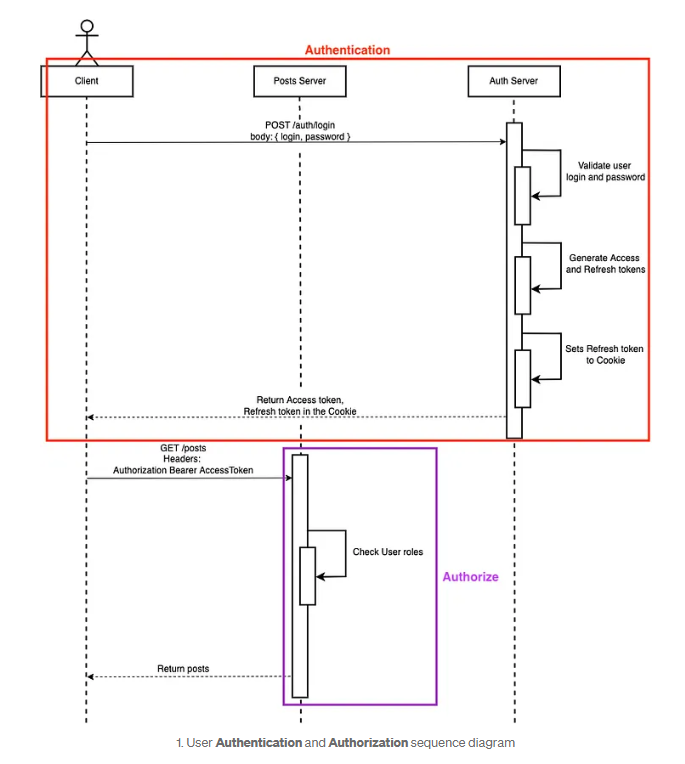 Authentication
Client
Posts Server
Auth Server
POST /auth/login
body: { login, password }
Validate user
login and password
Generate Access
and Refresh tokens
Sets Refresh token
to Cookie
Return Access token,
Refresh token in the Cookie
GET /posts
Headers:
Authorization Bearer AccessToken
Check User roles
Authorize
Return posts
1. User Authentication and Authorization sequence diagram